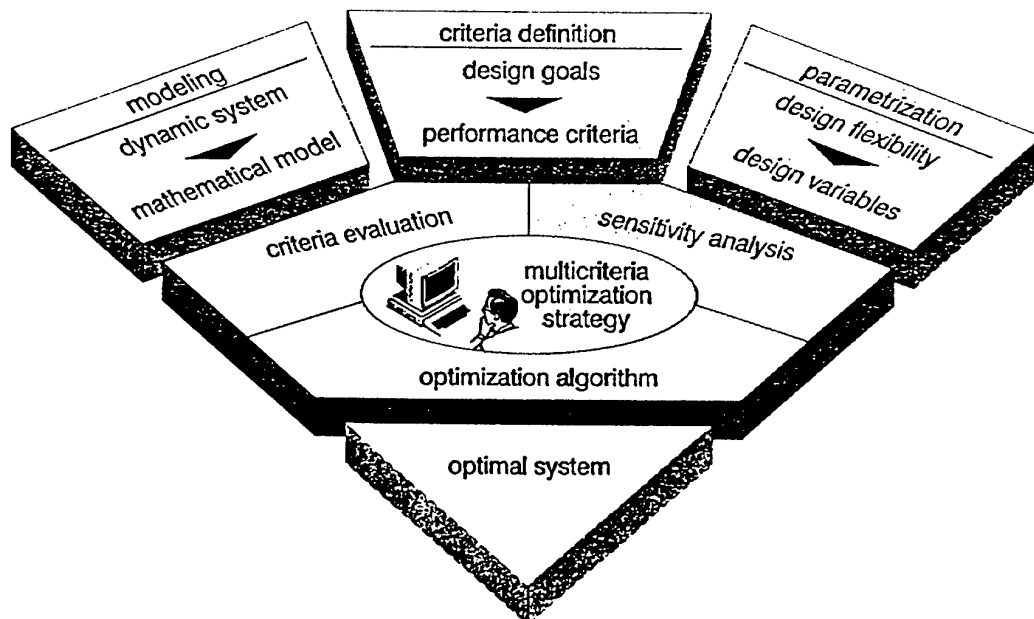 modeling
dynamic system
mathematical model
criteria definition
design goals
performance criteria
parametrization
design flexibility
design variables
criteria evaluation
sensitivity analysis
multicriteria
optimization
strategy
optimization algorithm
optimal system